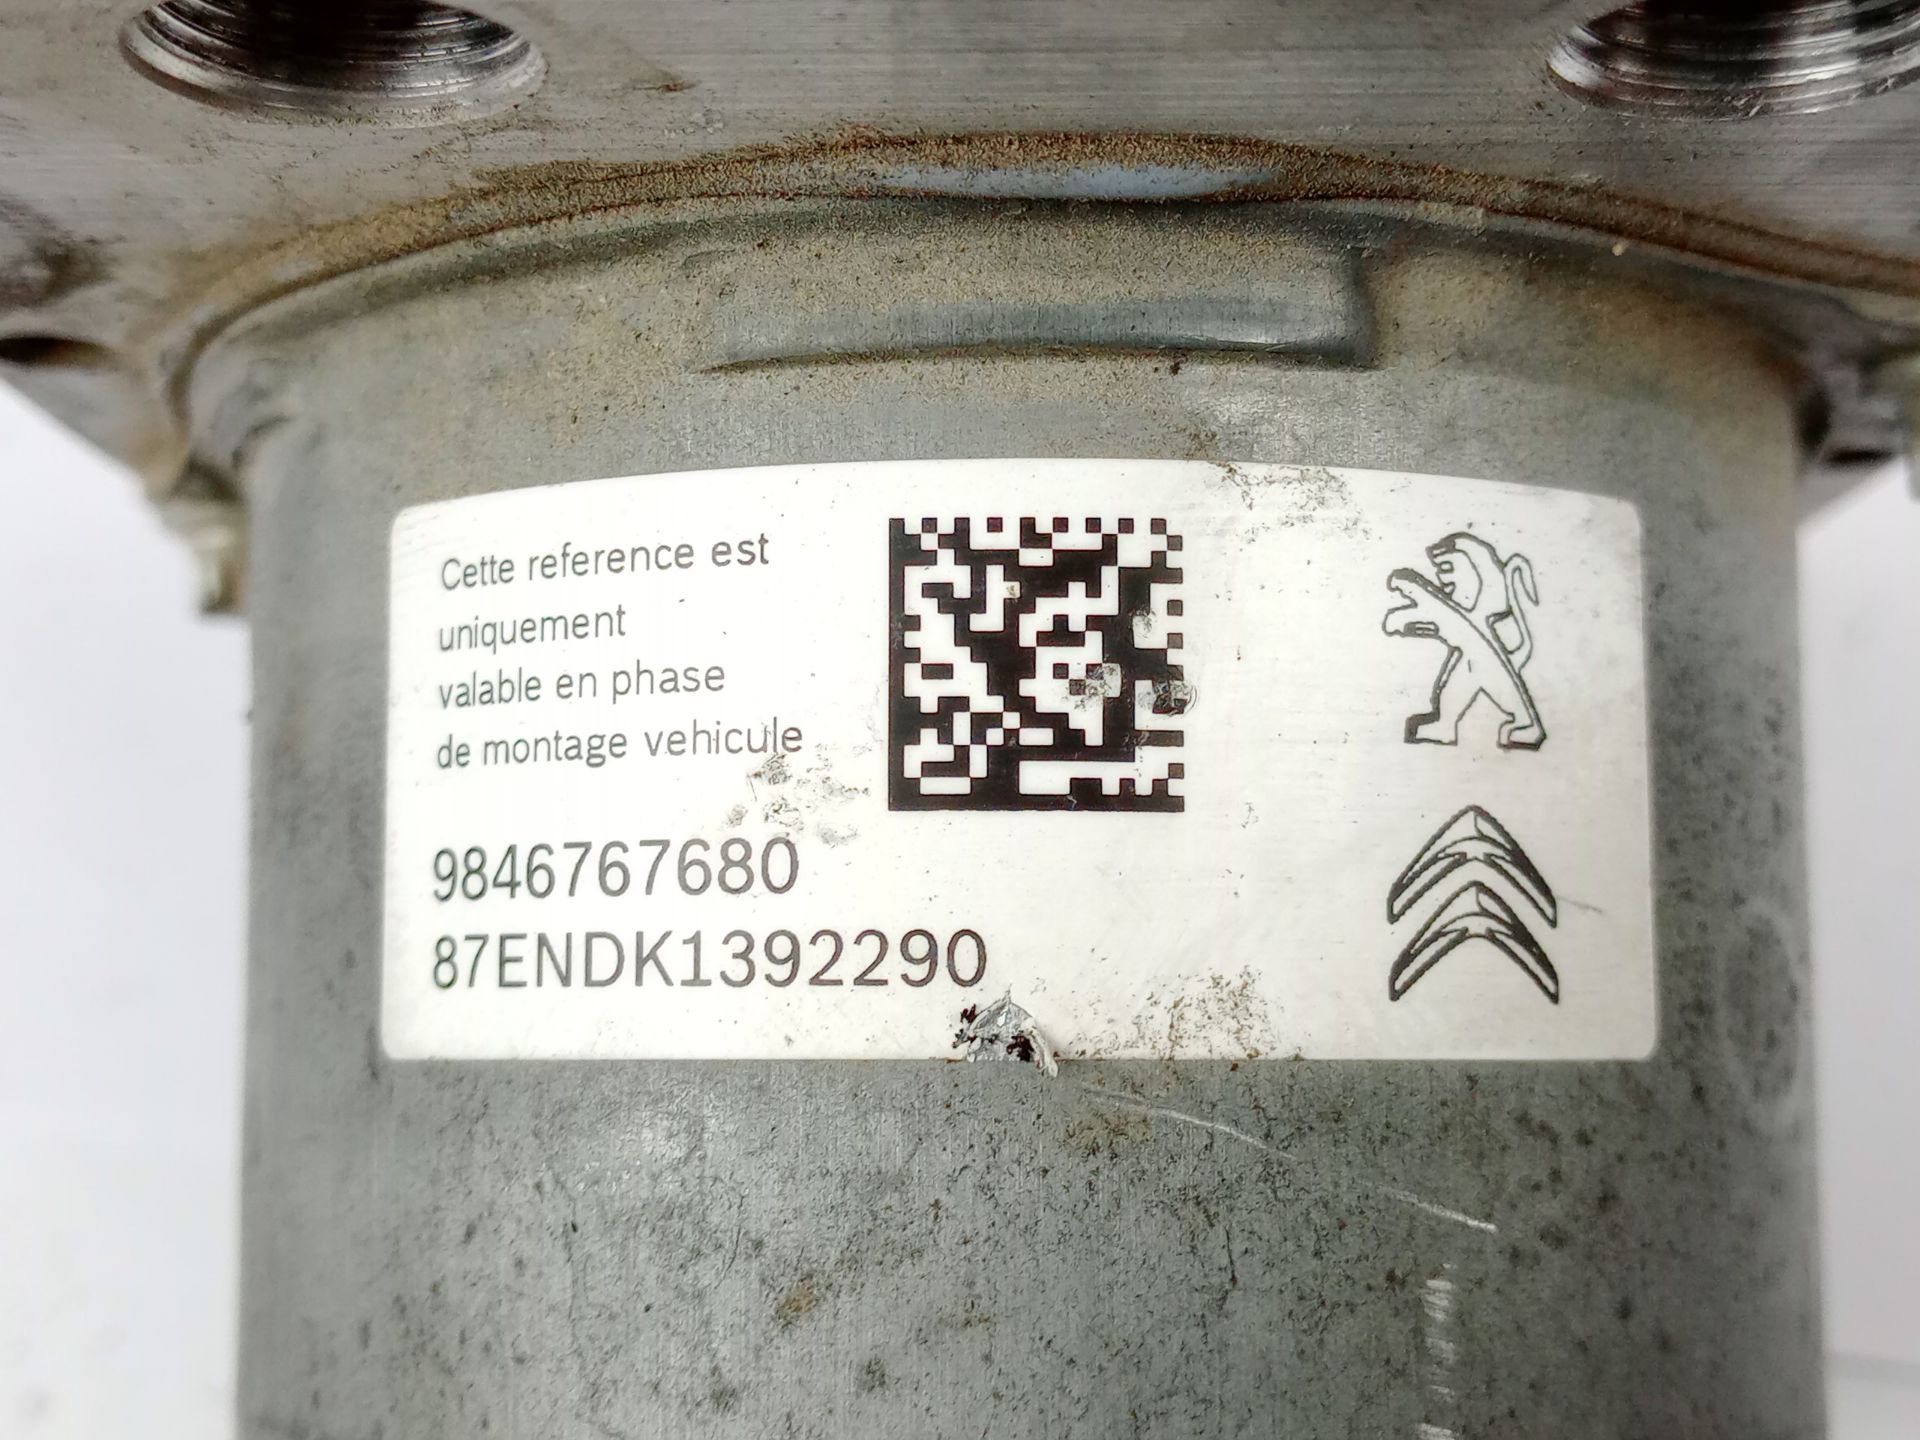 Cette reference est
uniquement
valable en phase
de montage vehicule
9846767680
87ENDK1392290